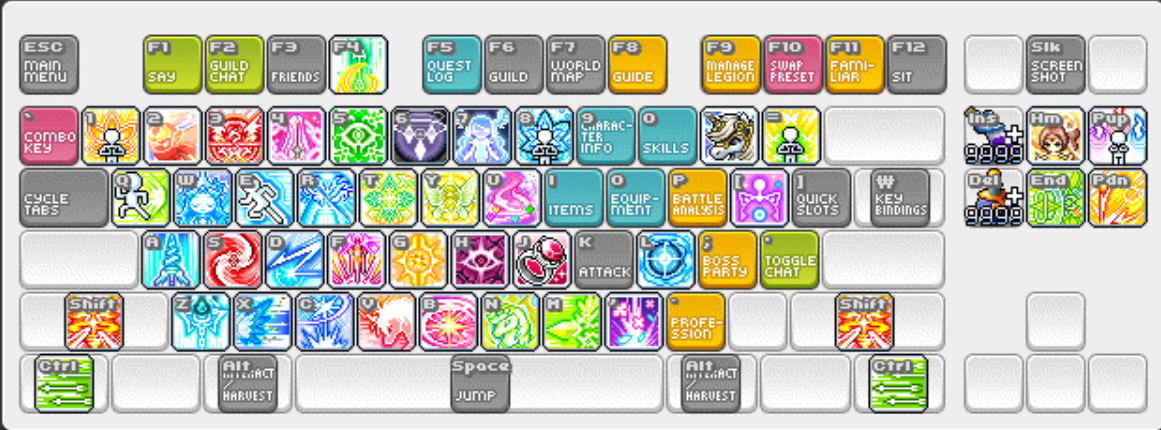 ESC
MAIN
MENU
F1
SAY
F2
GUILD
CHAT
F3
FRIENDS
F4
F5
QUEST
LOG
F6
GUILD
F7
WORLD
MAP
F8
GUIDE
F9
MANAGE
LEGION
F10
SWAP
PRESET
F11
FAMI-
LIAR
F12
SIT
Slk
SCREEN
SHOT
`
COMBO
KEY
1
2
3
4
5
6
7
8
9
CHARAC-
TER
INFO
0
SKILLS
-
=
Ins
+
9999
Hm
Pup
CYCLE
TABS
Q
W
E
R
T
Y
U
I
ITEMS
O
EQUIP-
MENT
P
BATTLE
ANALYSIS
[
]
QUICK
SLOTS
₩
KEY
BINDINGS
Del
+
9999
End
Pdn
A
S
D
F
G
H
J
K
ATTACK
L
;
BOSS
PARTY
'
TOGGLE
CHAT
Shift
Z
X
C
V
B
N
M
,
.
PROFE-
SSION
Shift
Ctrl
Alt
INTERACT
/
HARVEST
Space
JUMP
Alt
INTERACT
/
HARVEST
Ctrl